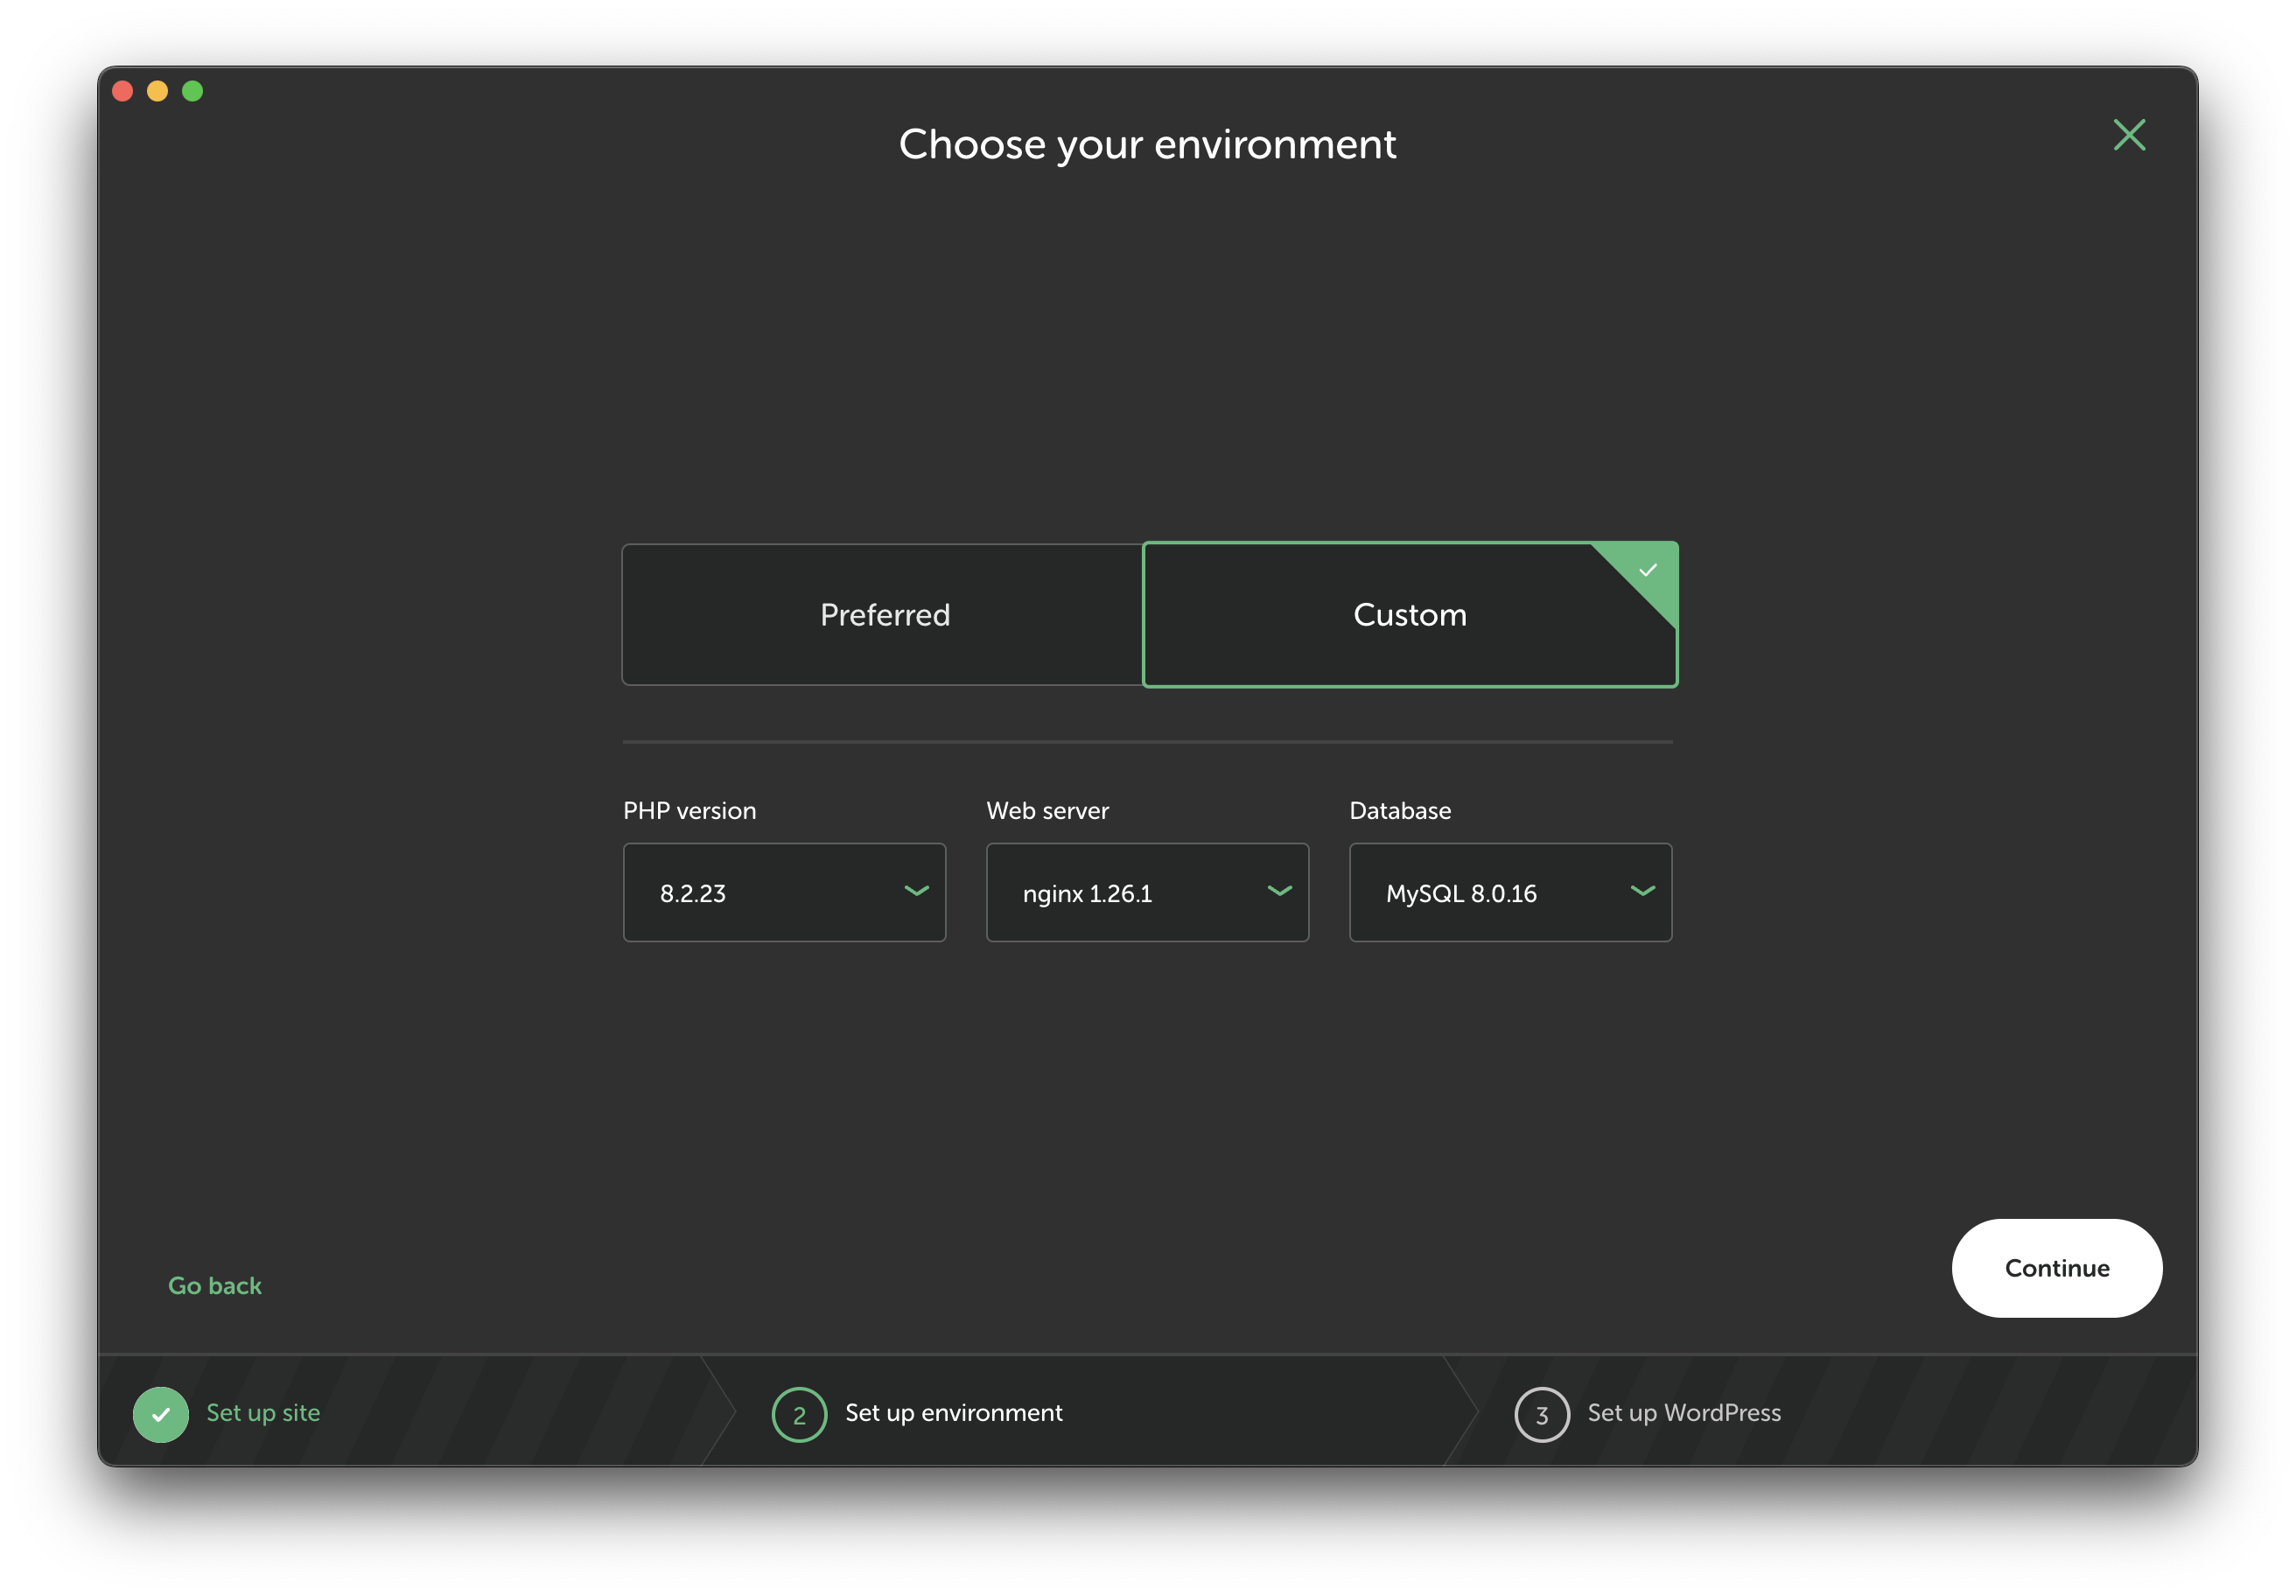 Choose your environment
Preferred
Custom
PHP version
Web server
Database
8.2.23
nginx 1.26.1
MySQL 8.0.16
Go back
Continue
Set up site
2 Set up environment
3 Set up WordPress